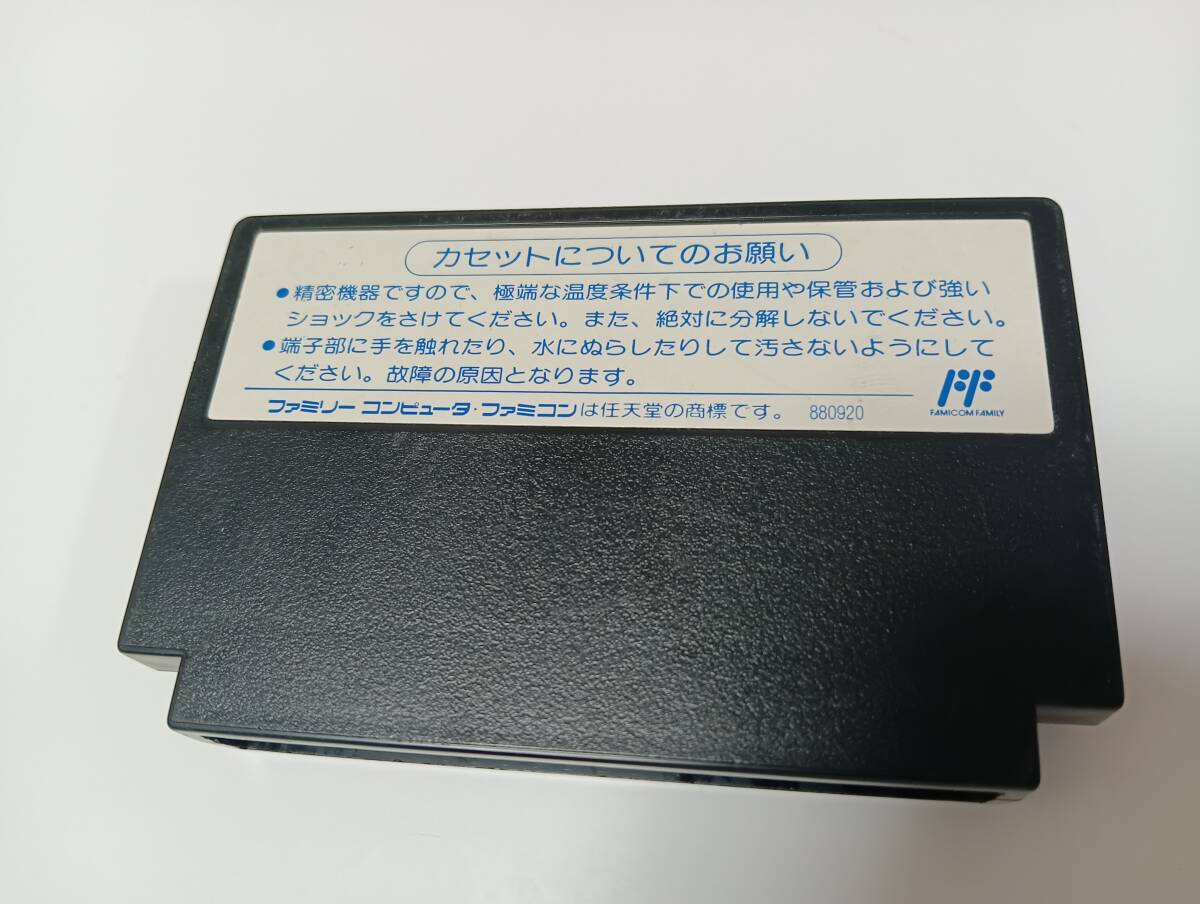 カセットについてのお願い
●精密機器ですので、極端な温度条件下での使用や保管および強い
ショックをさけてください。また、絶対に分解しないでください。
●端子部に手を触れたり、水にぬらしたりして汚さないようにして
ください。故障の原因となります。
FAMICOM FAMILY
ファミリーコンピュータ・ファミコンは任天堂の商標です。 880920